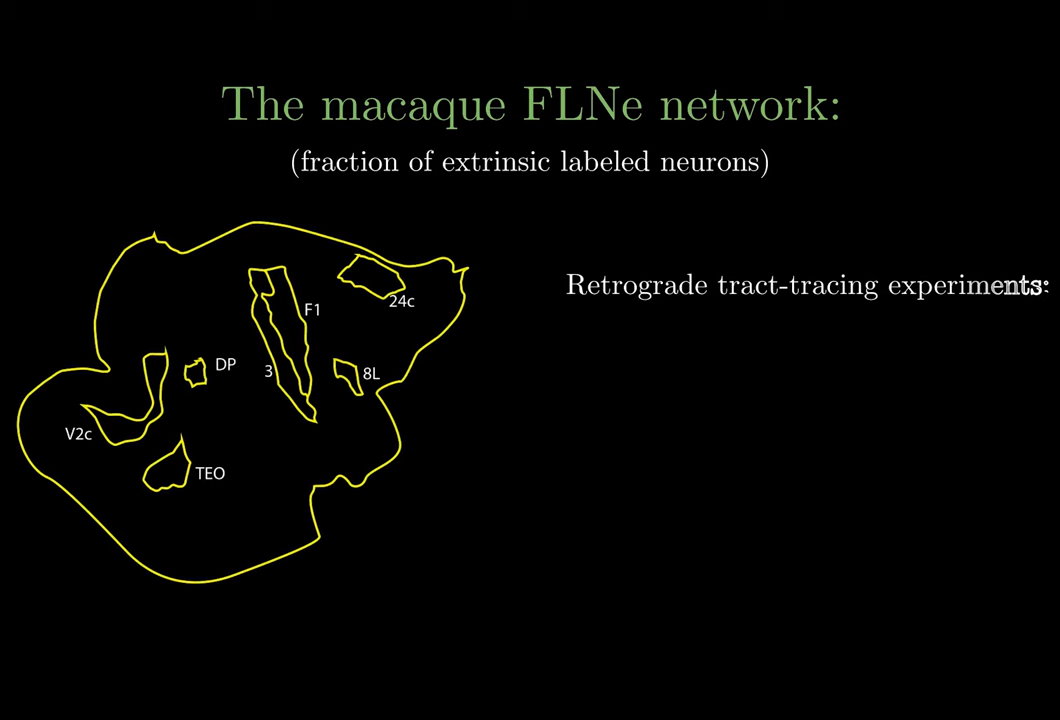 The macaque FLNe network:
(fraction of extrinsic labeled neurons)
Retrograde tract-tracing experiments:
24c
F1
DP
3
8L
V2c
TEO